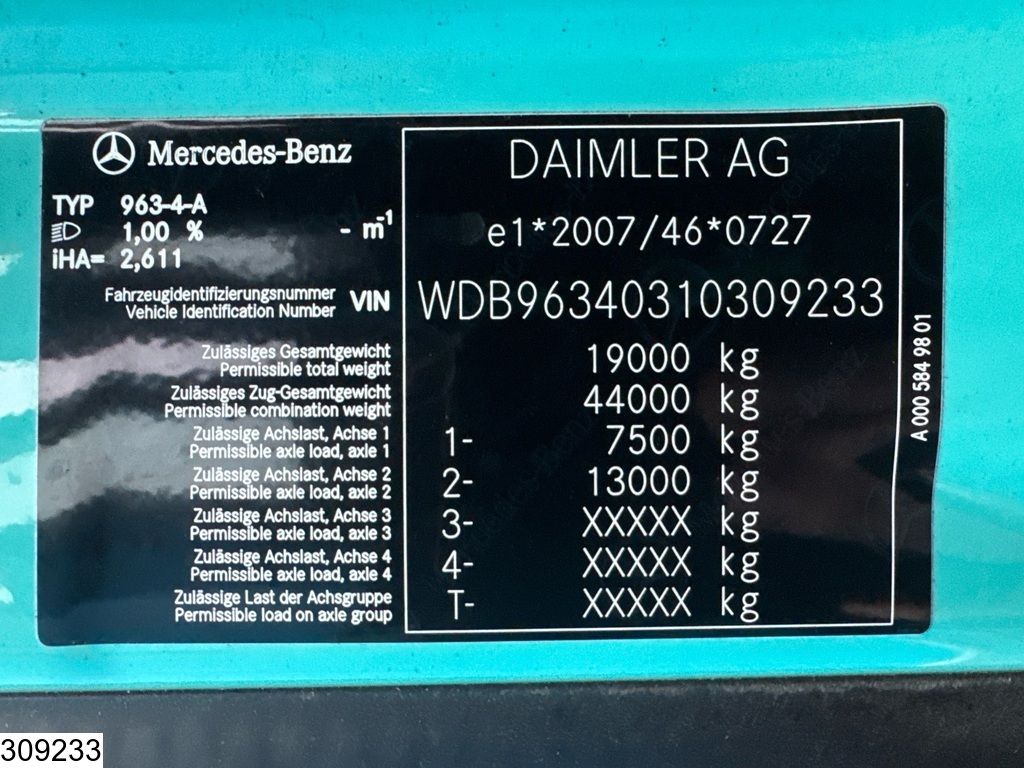 Mercedes-Benz
DAIMLER AG
TYP 963-4-A
1,00 % - m-1
e1*2007/46*0727
iHA= 2,611
Fahrzeugidentifizierungsnummer
Vehicle Identification Number VIN WDB96340310309233
Zulässiges Gesamtgewicht
Permissible total weight 19000 kg
Zulässiges Zug-Gesamtgewicht
Permissible combination weight 44000 kg
Zulässige Achslast, Achse 1
Permissible axle load, axle 1 1- 7500 kg
Zulässige Achslast, Achse 2
Permissible axle load, axle 2 2- 13000 kg
Zulässige Achslast, Achse 3
Permissible axle load, axle 3 3- XXXXX kg
Zulässige Achslast, Achse 4
Permissible axle load, axle 4 4- XXXXX kg
Zulässige Last der Achsgruppe
Permissible load on axle group T- XXXXX kg
A 000 584 98 01
309233